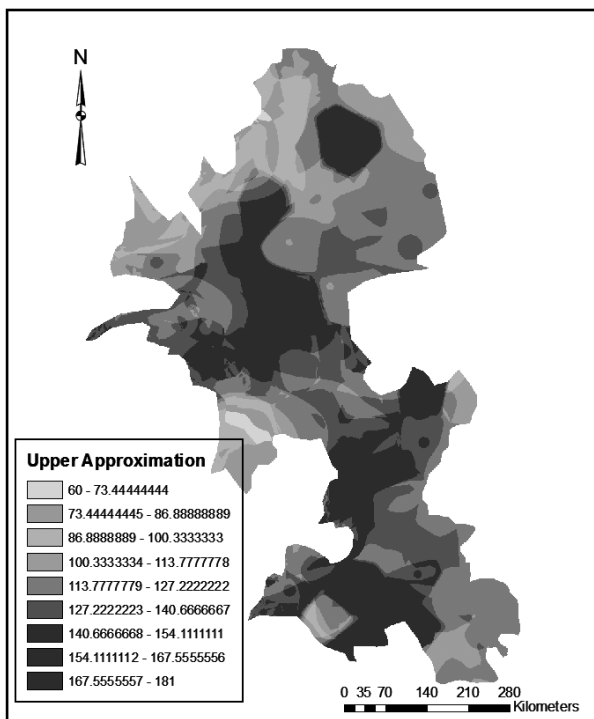 N
Upper Approximation
60 - 73.44444444
73.44444445 - 86.88888889
86.8888889 - 100.3333333
100.3333334 - 113.7777778
113.7777779 - 127.2222222
127.2222223 - 140.6666667
140.6666668 - 154.1111111
154.1111112 - 167.5555556
167.5555557 - 181
0 35 70 140 210 280
Kilometers